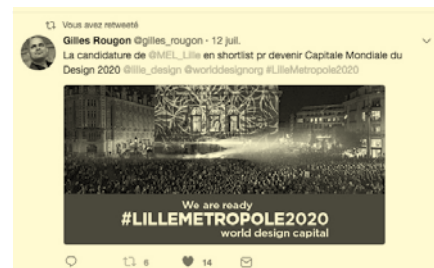 Vous avez retweeté
Gilles Rougon @gilles_rougon · 12 juil.
La candidature de @MEL_Lille en shortlist pr devenir Capitale Mondiale du
Design 2020 @lille_design @worlddesignorg #LilleMetropole2020
We are ready
#LILLEMETROPOLE2020
world design capital
6
14